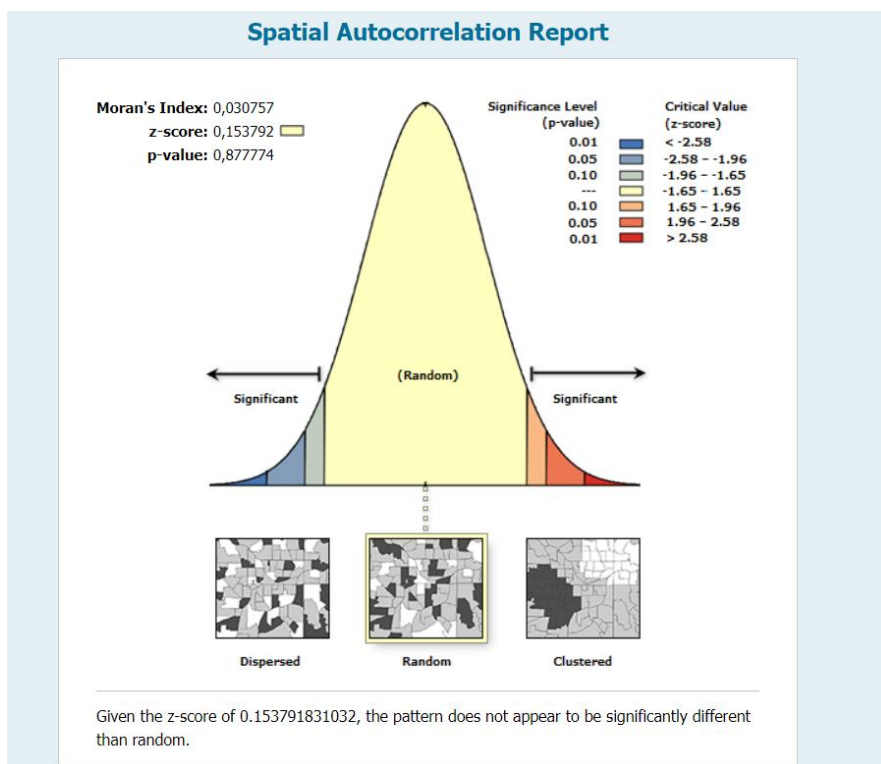 Spatial Autocorrelation Report
Moran's Index: 0,030757
z-score: 0,153792
p-value: 0,877774
Significance Level
(p-value)
Critical Value
(z-score)
0.01 < -2.58
0.05 -2.58 – -1.96
0.10 -1.96 – -1.65
--- -1.65 – 1.65
0.10 1.65 – 1.96
0.05 1.96 – 2.58
0.01 > 2.58
(Random)
Significant
Significant
Dispersed
Random
Clustered
Given the z-score of 0.153791831032, the pattern does not appear to be significantly different
than random.